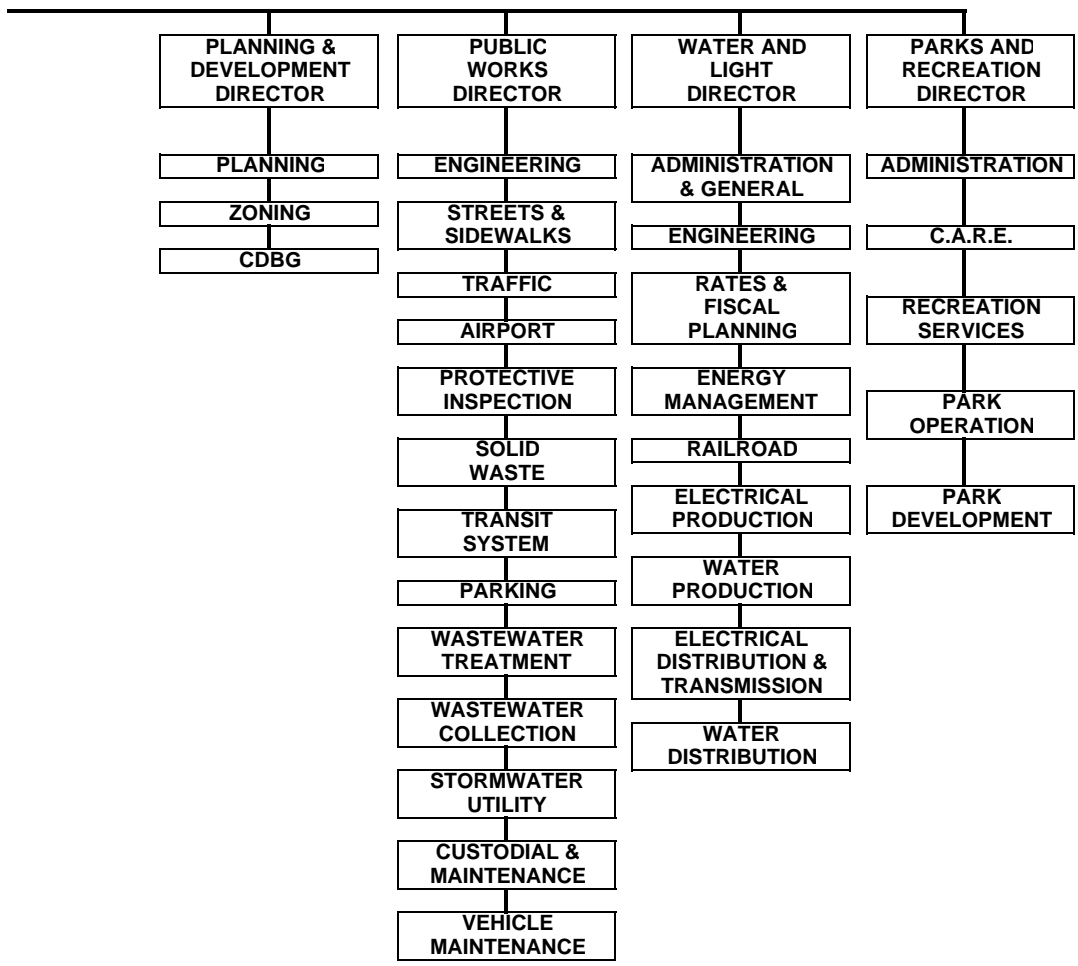 PLANNING &
DEVELOPMENT
DIRECTOR
PLANNING
ZONING
CDBG
PUBLIC
WORKS
DIRECTOR
ENGINEERING
STREETS &
SIDEWALKS
TRAFFIC
AIRPORT
PROTECTIVE
INSPECTION
SOLID
WASTE
TRANSIT
SYSTEM
PARKING
WASTEWATER
TREATMENT
WASTEWATER
COLLECTION
STORMWATER
UTILITY
CUSTODIAL &
MAINTENANCE
VEHICLE
MAINTENANCE
WATER AND
LIGHT
DIRECTOR
ADMINISTRATION
& GENERAL
ENGINEERING
RATES &
FISCAL
PLANNING
ENERGY
MANAGEMENT
RAILROAD
ELECTRICAL
PRODUCTION
WATER
PRODUCTION
ELECTRICAL
DISTRIBUTION &
TRANSMISSION
WATER
DISTRIBUTION
PARKS AND
RECREATION
DIRECTOR
ADMINISTRATION
C.A.R.E.
RECREATION
SERVICES
PARK
OPERATION
PARK
DEVELOPMENT